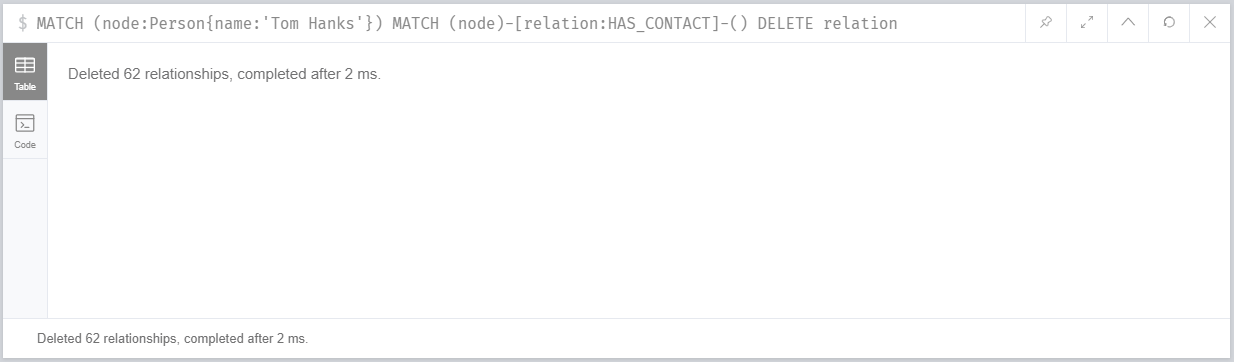 $ MATCH (node:Person{name:'Tom Hanks'}) MATCH (node)-[relation:HAS_CONTACT]-() DELETE relation
Table
Deleted 62 relationships, completed after 2 ms.
Code
Deleted 62 relationships, completed after 2 ms.